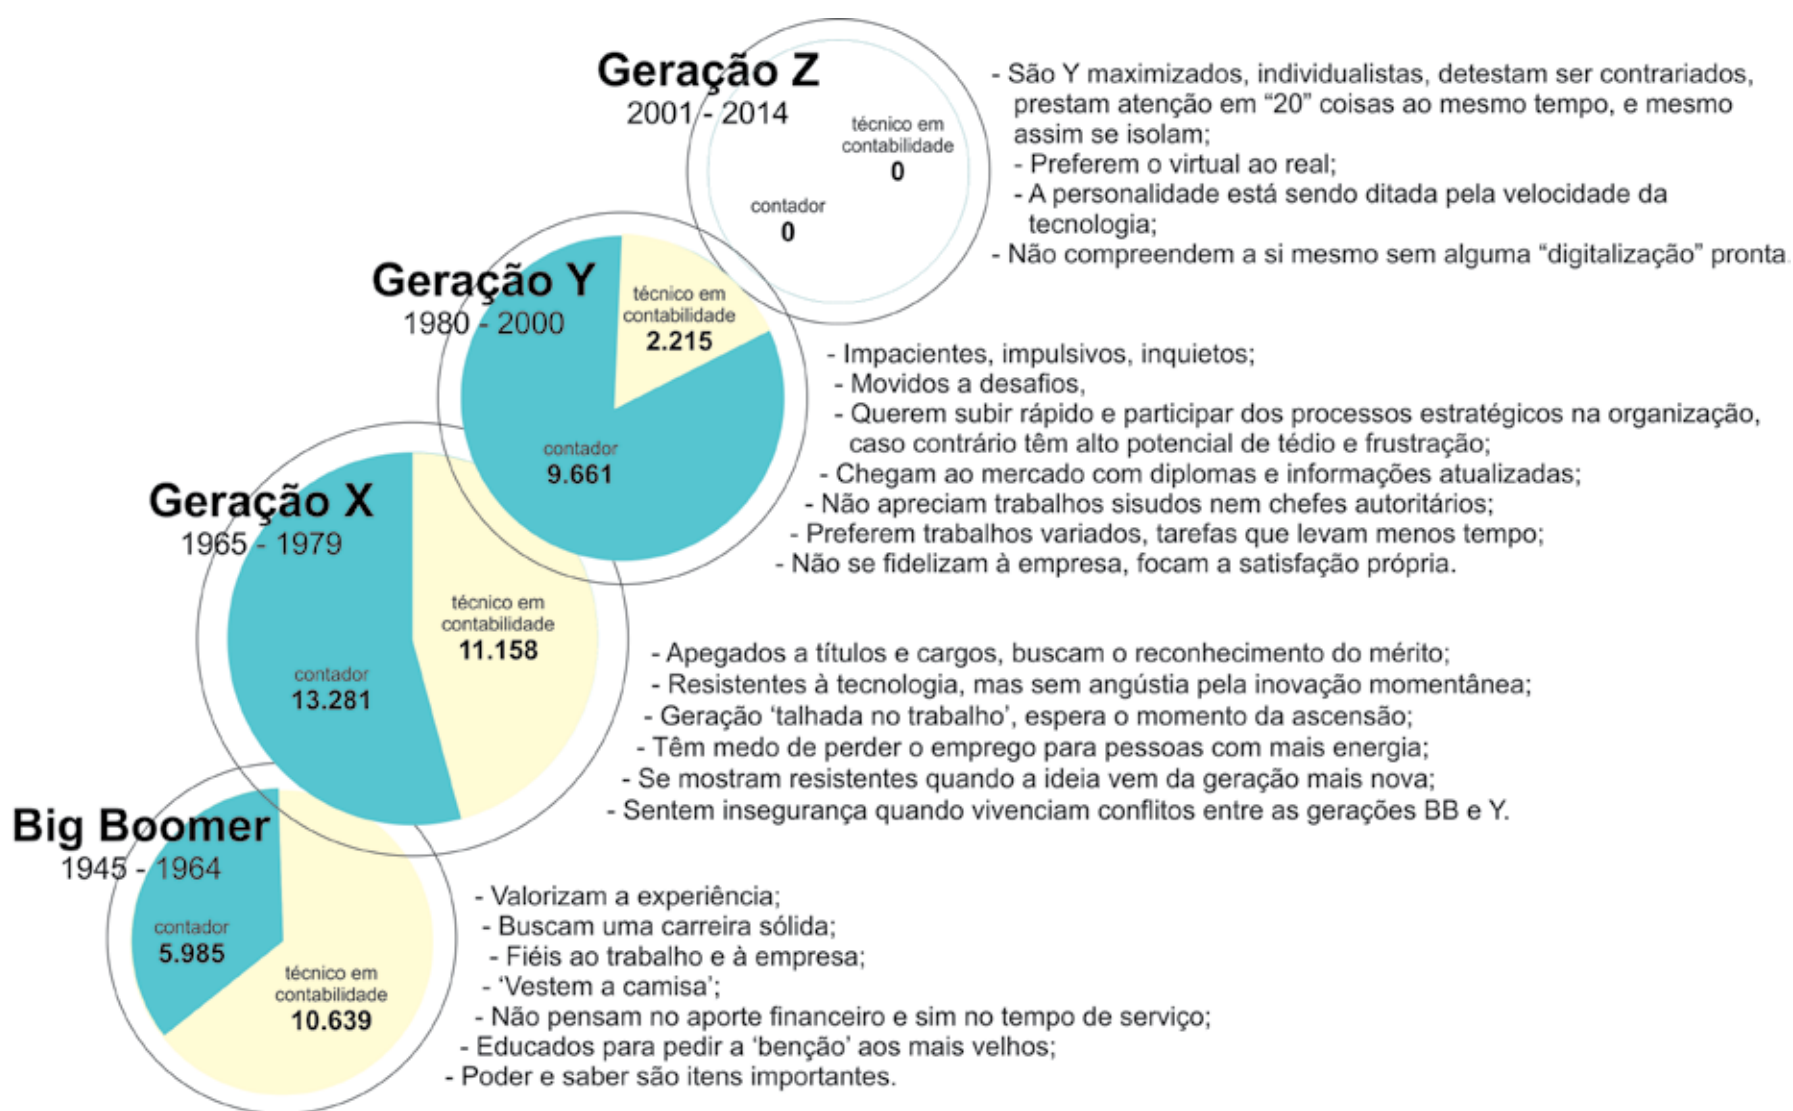 Geração Z
2001 - 2014
técnico em
contabilidade
0
contador
0
- São Y maximizados, individualistas, detestam ser contrariados,
prestam atenção em “20” coisas ao mesmo tempo, e mesmo
assim se isolam;
- Preferem o virtual ao real;
- A personalidade está sendo ditada pela velocidade da
tecnologia;
- Não compreendem a si mesmo sem alguma “digitalização” pronta.
Geração Y
1980 - 2000
técnico em
contabilidade
2.215
contador
9.661
- Impacientes, impulsivos, inquietos;
- Movidos a desafios,
- Querem subir rápido e participar dos processos estratégicos na organização,
caso contrário têm alto potencial de tédio e frustração;
- Chegam ao mercado com diplomas e informações atualizadas;
- Não apreciam trabalhos sisudos nem chefes autoritários;
- Preferem trabalhos variados, tarefas que levam menos tempo;
- Não se fidelizam à empresa, focam a satisfação própria.
Geração X
1965 - 1979
técnico em
contabilidade
11.158
contador
13.281
- Apegados a títulos e cargos, buscam o reconhecimento do mérito;
- Resistentes à tecnologia, mas sem angústia pela inovação momentânea;
- Geração ‘talhada no trabalho’, espera o momento da ascensão;
- Têm medo de perder o emprego para pessoas com mais energia;
- Se mostram resistentes quando a ideia vem da geração mais nova;
- Sentem insegurança quando vivenciam conflitos entre as gerações BB e Y.
Big Boomer
1945 - 1964
contador
5.985
técnico em
contabilidade
10.639
- Valorizam a experiência;
- Buscam uma carreira sólida;
- Fiéis ao trabalho e à empresa;
- ‘Vestem a camisa’;
- Não pensam no aporte financeiro e sim no tempo de serviço;
- Educados para pedir a ‘benção’ aos mais velhos;
- Poder e saber são itens importantes.